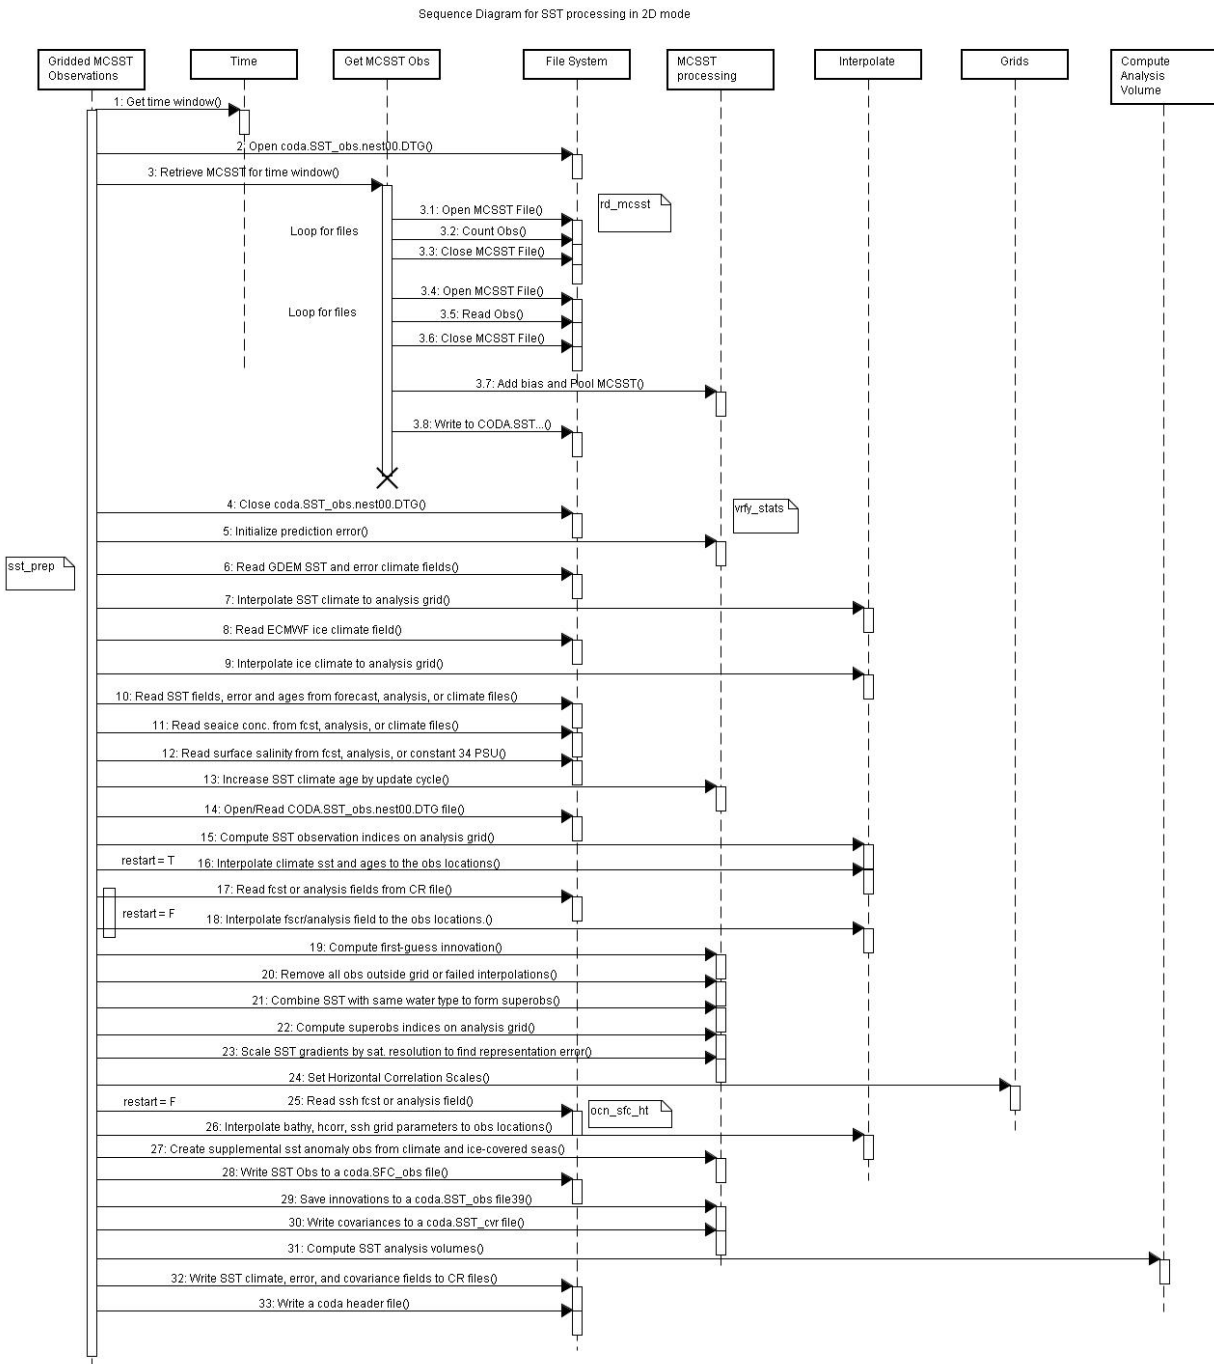 Sequence Diagram for SST processing in 2D mode
Gridded MCSST
Observations
Time
Get MCSST Obs
File System
MCSST
processing
Interpolate
Grids
Compute
Analysis
Volume
1: Get time window()
2: Open coda.SST_obs.nest00.DTG()
3: Retrieve MCSST for time window()
rd_mcsst
3.1: Open MCSST File()
Loop for files
3.2: Count Obs()
3.3: Close MCSST File()
3.4: Open MCSST File()
Loop for files
3.5: Read Obs()
3.6: Close MCSST File()
3.7: Add bias and Pool MCSST()
3.8: Write to CODA.SST...()
4: Close coda.SST_obs.nest00.DTG()
vrfy_stats
5: Initialize prediction error()
sst_prep
6: Read GDEM SST and error climate fields()
7: Interpolate SST climate to analysis grid()
8: Read ECMWF ice climate field()
9: Interpolate ice climate to analysis grid()
10: Read SST fields, error and ages from forecast, analysis, or climate files()
11: Read seaice conc. from fcst, analysis, or climate files()
12: Read surface salinity from fcst, analysis, or constant 34 PSU()
13: Increase SST climate age by update cycle()
14: Open/Read CODA.SST_obs.nest00.DTG file()
15: Compute SST observation indices on analysis grid()
restart = T
16: Interpolate climate sst and ages to the obs locations()
17: Read fcst or analysis fields from CR file()
restart = F
18: Interpolate fscr/analysis field to the obs locations.()
19: Compute first-guess innovation()
20: Remove all obs outside grid or failed interpolations()
21: Combine SST with same water type to form superobs()
22: Compute superobs indices on analysis grid()
23: Scale SST gradients by sat. resolution to find representation error()
24: Set Horizontal Correlation Scales()
restart = F
25: Read ssh fcst or analysis field()
ocn_sfc_ht
26: Interpolate bathy, hcorr, ssh grid parameters to obs locations()
27: Create supplemental sst anomaly obs from climate and ice-covered seas()
28: Write SST Obs to a coda.SFC_obs file()
29: Save innovations to a coda.SST_obs file39()
30: Write covariances to a coda.SST_cvr file()
31: Compute SST analysis volumes()
32: Write SST climate, error, and covariance fields to CR files()
33: Write a coda header file()